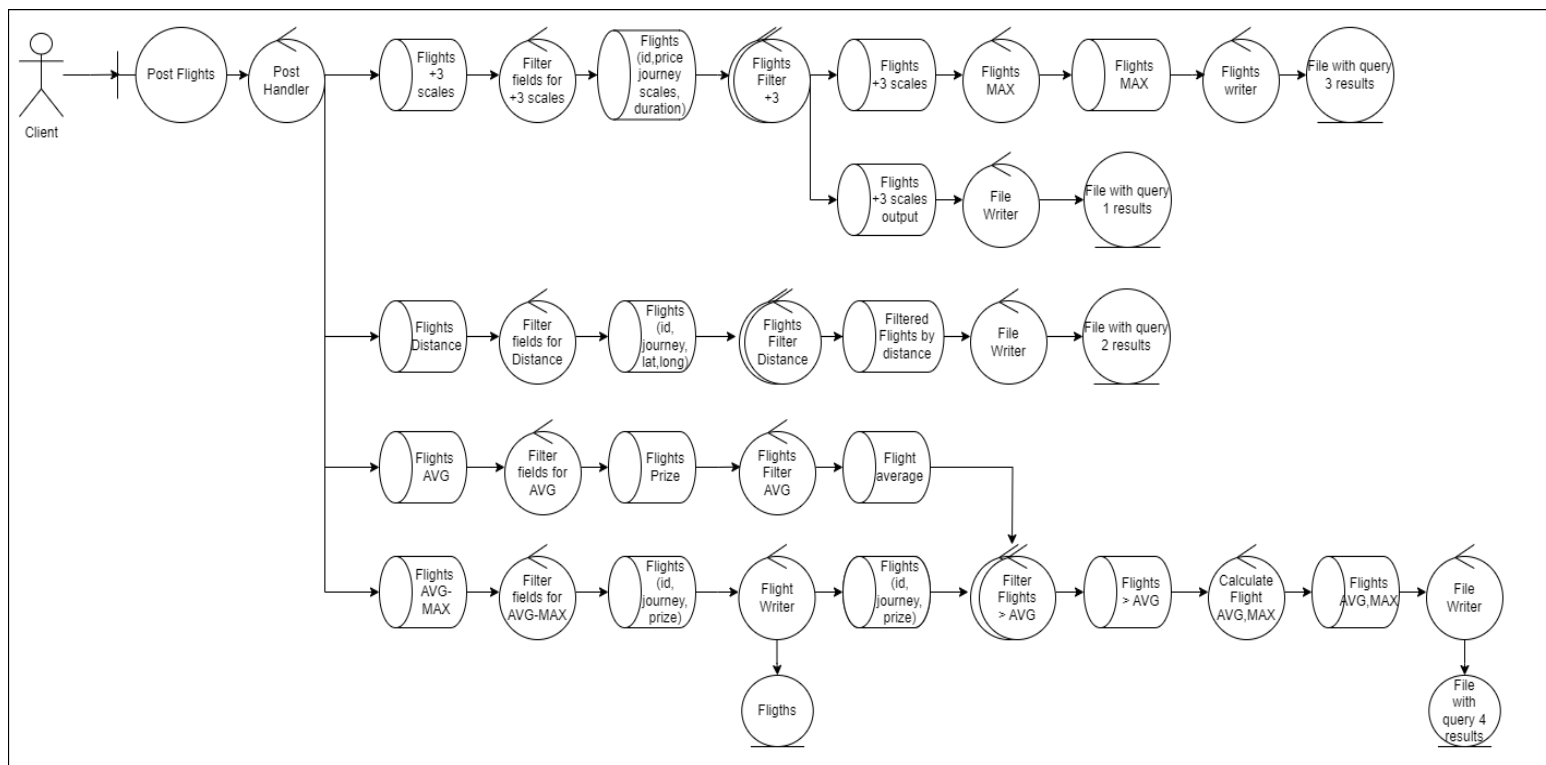 Client
Post Flights
Post
Handler
Flights
+3
scales
Filter
fields for
+3 scales
Flights
(id,price
journey
scales,
duration)
Flights
Filter
+3
Flights
+3 scales
Flights
MAX
Flights
MAX
Flights
writer
File with query
3 results
Flights
+3 scales
output
File
Writer
File with query
1 results
Flights
Distance
Filter
fields for
Distance
Flights
(id,
journey,
lat,long)
Flights
Filter
Distance
Filtered
Flights by
distance
File
Writer
File with query
2 results
Flights
AVG
Filter
fields for
AVG
Flights
Prize
Flights
Filter
AVG
Flight
average
Flights
AVG-
MAX
Filter
fields for
AVG-MAX
Flights
(id,
journey,
prize)
Flight
Writer
Flights
(id,
journey,
prize)
Filter
Flights
> AVG
Flights
> AVG
Calculate
Flight
AVG,MAX
Flights
AVG,MAX
File
Writer
Fligths
File
with
query 4
results